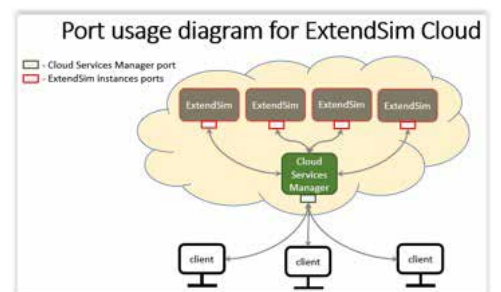 Port usage diagram for ExtendSim Cloud
- Cloud Services Manager port
- ExtendSim instances ports
ExtendSim ExtendSim ExtendSim ExtendSim
Cloud
Services
Manager
client client client